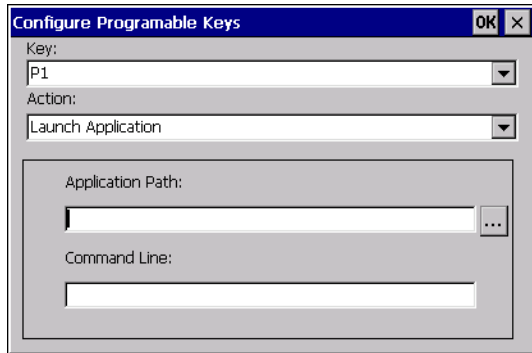 Configure Programable Keys OK ×
Key:
P1
Action:
Launch Application
Application Path:
...
Command Line: